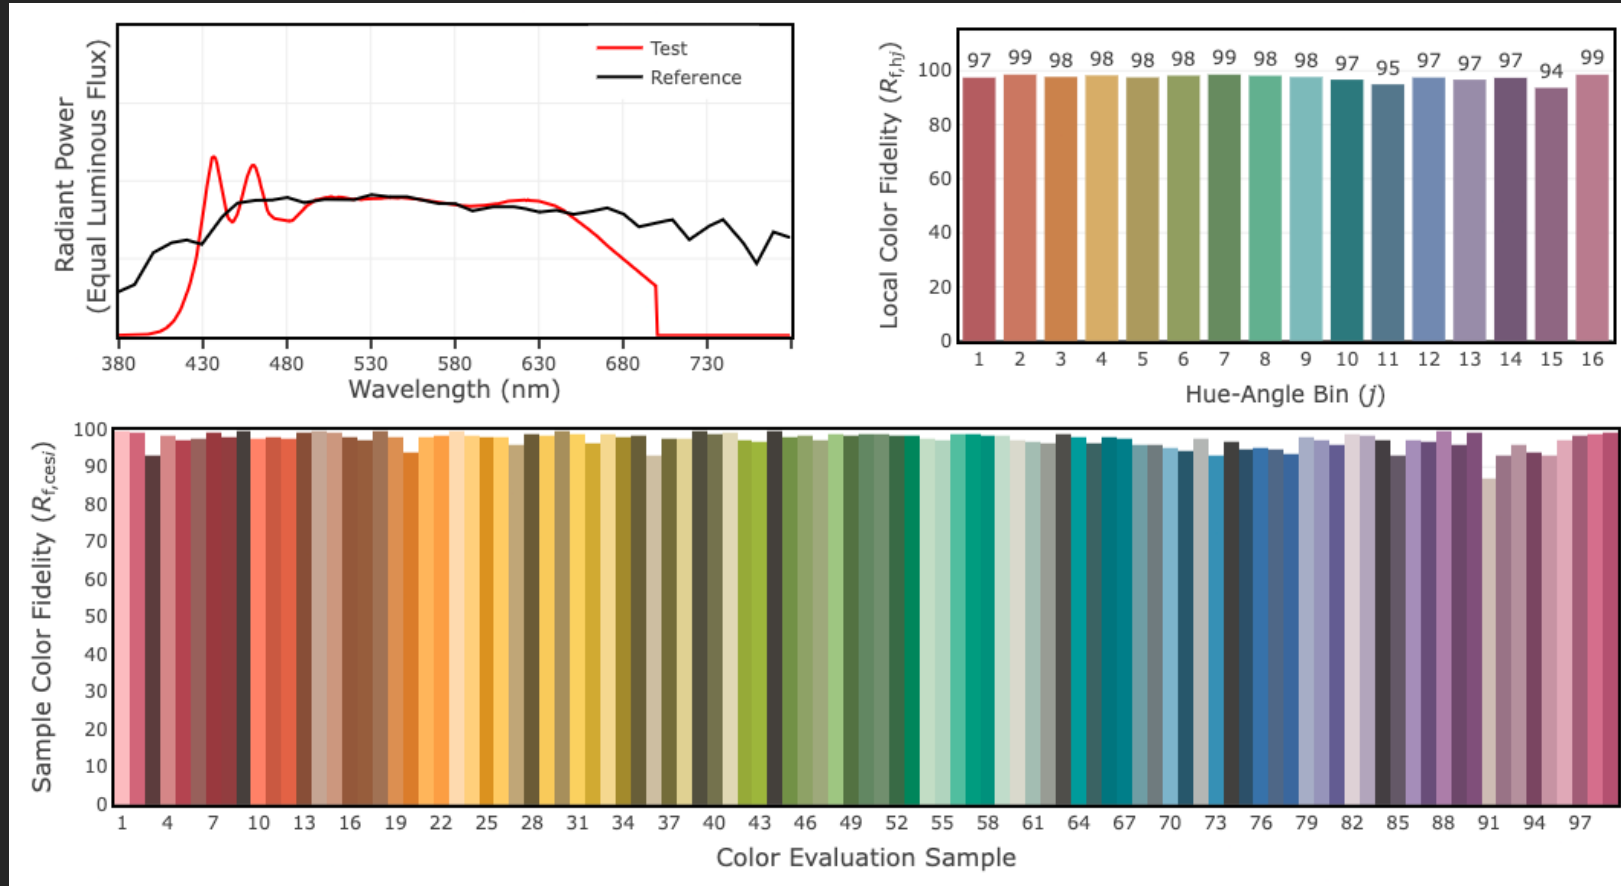 Test
Reference
Radiant Power
(Equal Luminous Flux)
380 430 480 530 580 630 680 730
Wavelength (nm)
97 99 98 98 98 98 99 98 98 97 95 97 97 97 94 99
Local Color Fidelity (Rf,hj)
100
80
60
40
20
0
1 2 3 4 5 6 7 8 9 10 11 12 13 14 15 16
Hue-Angle Bin (j)
Sample Color Fidelity (Rf,cesi)
100
90
80
70
60
50
40
30
20
10
0
1 4 7 10 13 16 19 22 25 28 31 34 37 40 43 46 49 52 55 58 61 64 67 70 73 76 79 82 85 88 91 94 97
Color Evaluation Sample